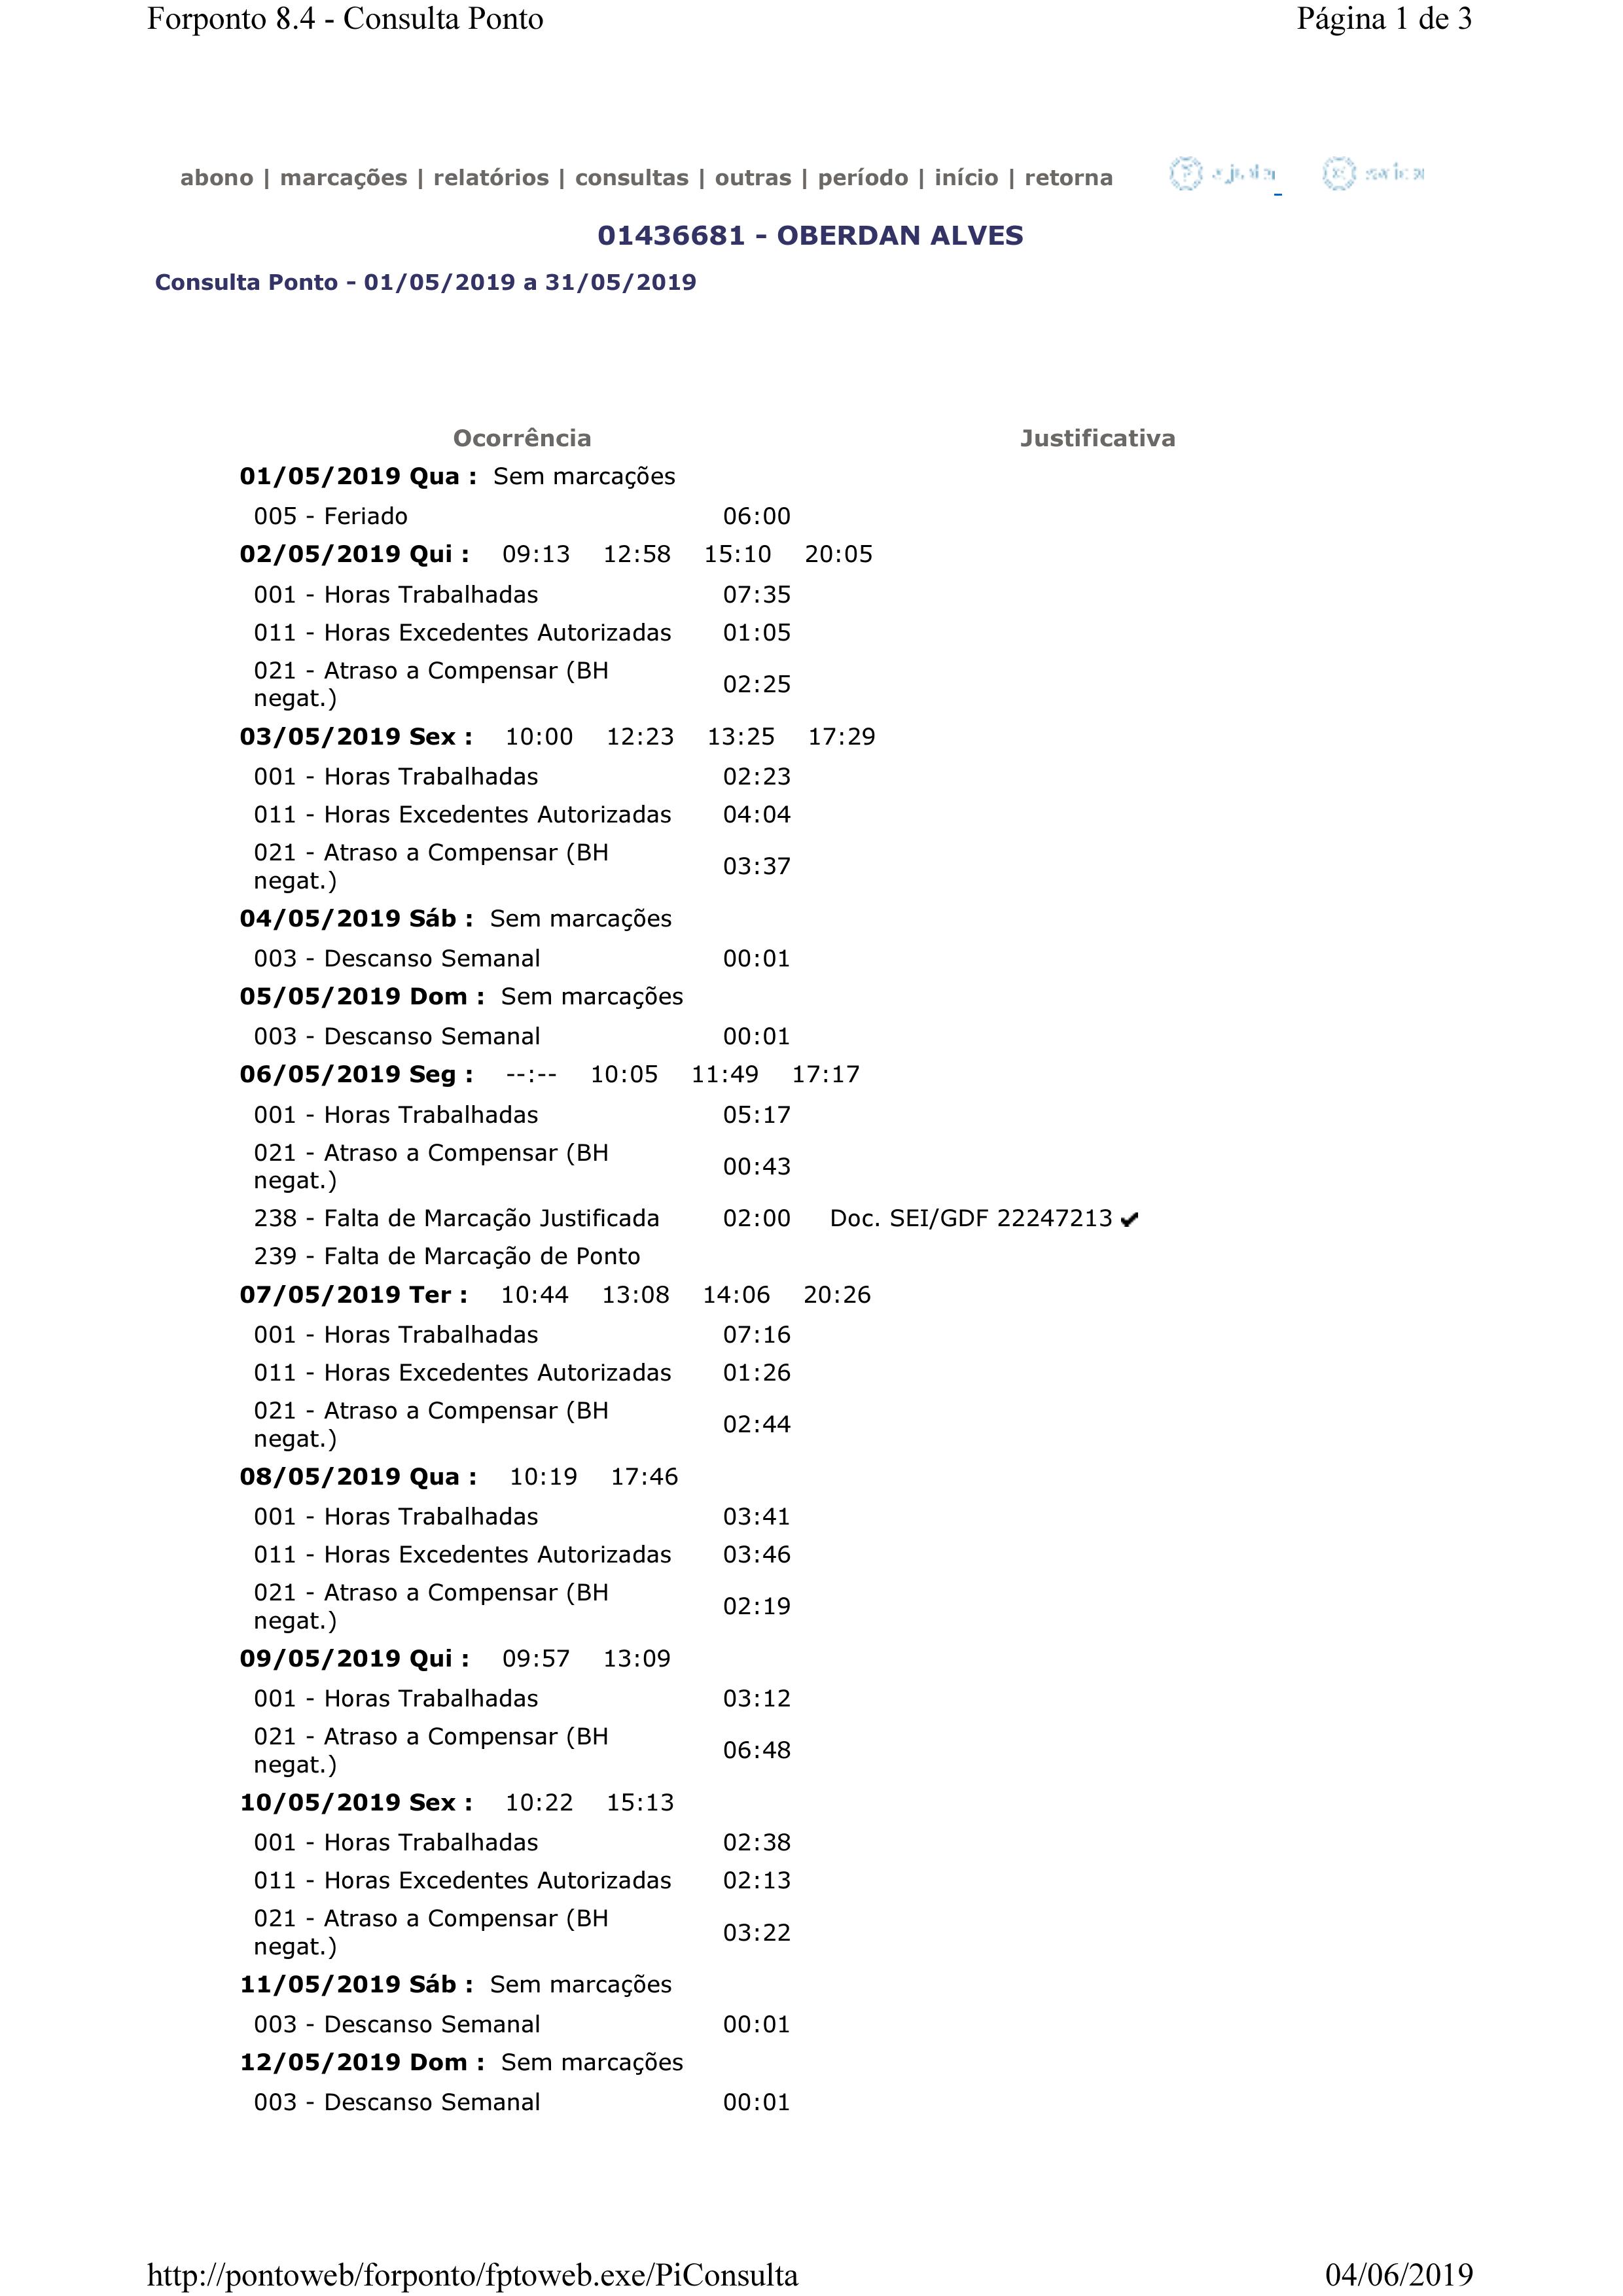 Forponto 8.4 - Consulta Ponto Página 1 de 3
abono | marcações | relatórios | consultas | outras | período | início | retorna ajuda
01436681 - OBERDAN ALVES
Consulta Ponto - 01/05/2019 a 31/05/2019
Ocorrência Justificativa
01/05/2019 Qua : Sem marcações
005 - Feriado 06:00
02/05/2019 Qui : 09:13 12:58 15:10 20:05
001 - Horas Trabalhadas 07:35
011 - Horas Excedentes Autorizadas 01:05
021 - Atraso a Compensar (BH
negat.) 02:25
03/05/2019 Sex : 10:00 12:23 13:25 17:29
001 - Horas Trabalhadas 02:23
011 - Horas Excedentes Autorizadas 04:04
021 - Atraso a Compensar (BH
negat.) 03:37
04/05/2019 Sáb : Sem marcações
003 - Descanso Semanal 00:01
05/05/2019 Dom : Sem marcações
003 - Descanso Semanal 00:01
06/05/2019 Seg : --:-- 10:05 11:49 17:17
001 - Horas Trabalhadas 05:17
021 - Atraso a Compensar (BH
negat.) 00:43
238 - Falta de Marcação Justificada 02:00 Doc. SEI/GDF 22247213 ✔
239 - Falta de Marcação de Ponto
07/05/2019 Ter : 10:44 13:08 14:06 20:26
001 - Horas Trabalhadas 07:16
011 - Horas Excedentes Autorizadas 01:26
021 - Atraso a Compensar (BH
negat.) 02:44
08/05/2019 Qua : 10:19 17:46
001 - Horas Trabalhadas 03:41
011 - Horas Excedentes Autorizadas 03:46
021 - Atraso a Compensar (BH
negat.) 02:19
09/05/2019 Qui : 09:57 13:09
001 - Horas Trabalhadas 03:12
021 - Atraso a Compensar (BH
negat.) 06:48
10/05/2019 Sex : 10:22 15:13
001 - Horas Trabalhadas 02:38
011 - Horas Excedentes Autorizadas 02:13
021 - Atraso a Compensar (BH
negat.) 03:22
11/05/2019 Sáb : Sem marcações
003 - Descanso Semanal 00:01
12/05/2019 Dom : Sem marcações
003 - Descanso Semanal 00:01
http://pontoweb/forponto/fptoweb.exe/PiConsulta 04/06/2019